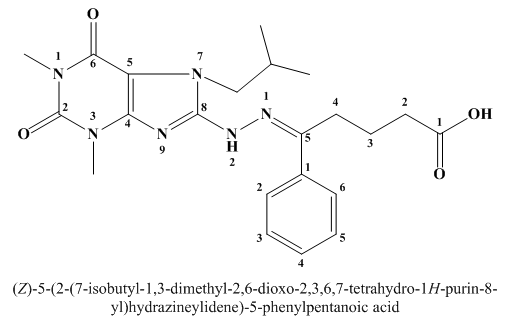 O
1
N
6
5
7
N
2
O
3
N
4
N
9
8
N
H
2
1
N
5
4
3
2
1
OH
O
1
2
6
3
5
4
(Z)-5-(2-(7-isobutyl-1,3-dimethyl-2,6-dioxo-2,3,6,7-tetrahydro-1H-purin-8-
yl)hydrazineylidene)-5-phenylpentanoic acid